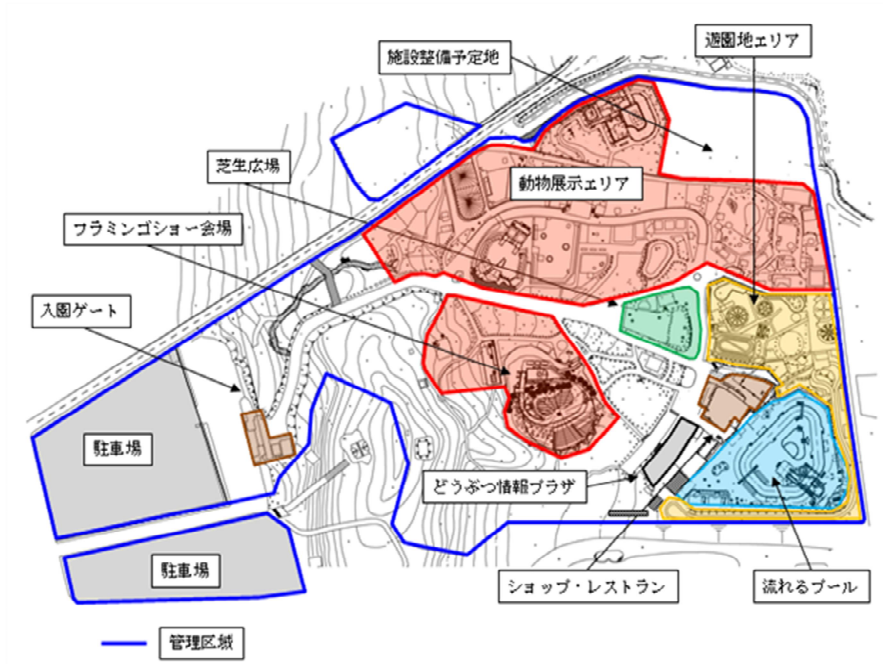 遊園地エリア
施設整備予定地
芝生広場
動物展示エリア
フラミンゴショー会場
入園ゲート
駐車場
どうぶつ情報プラザ
駐車場
ショップ・レストラン
流れるプール
管理区域